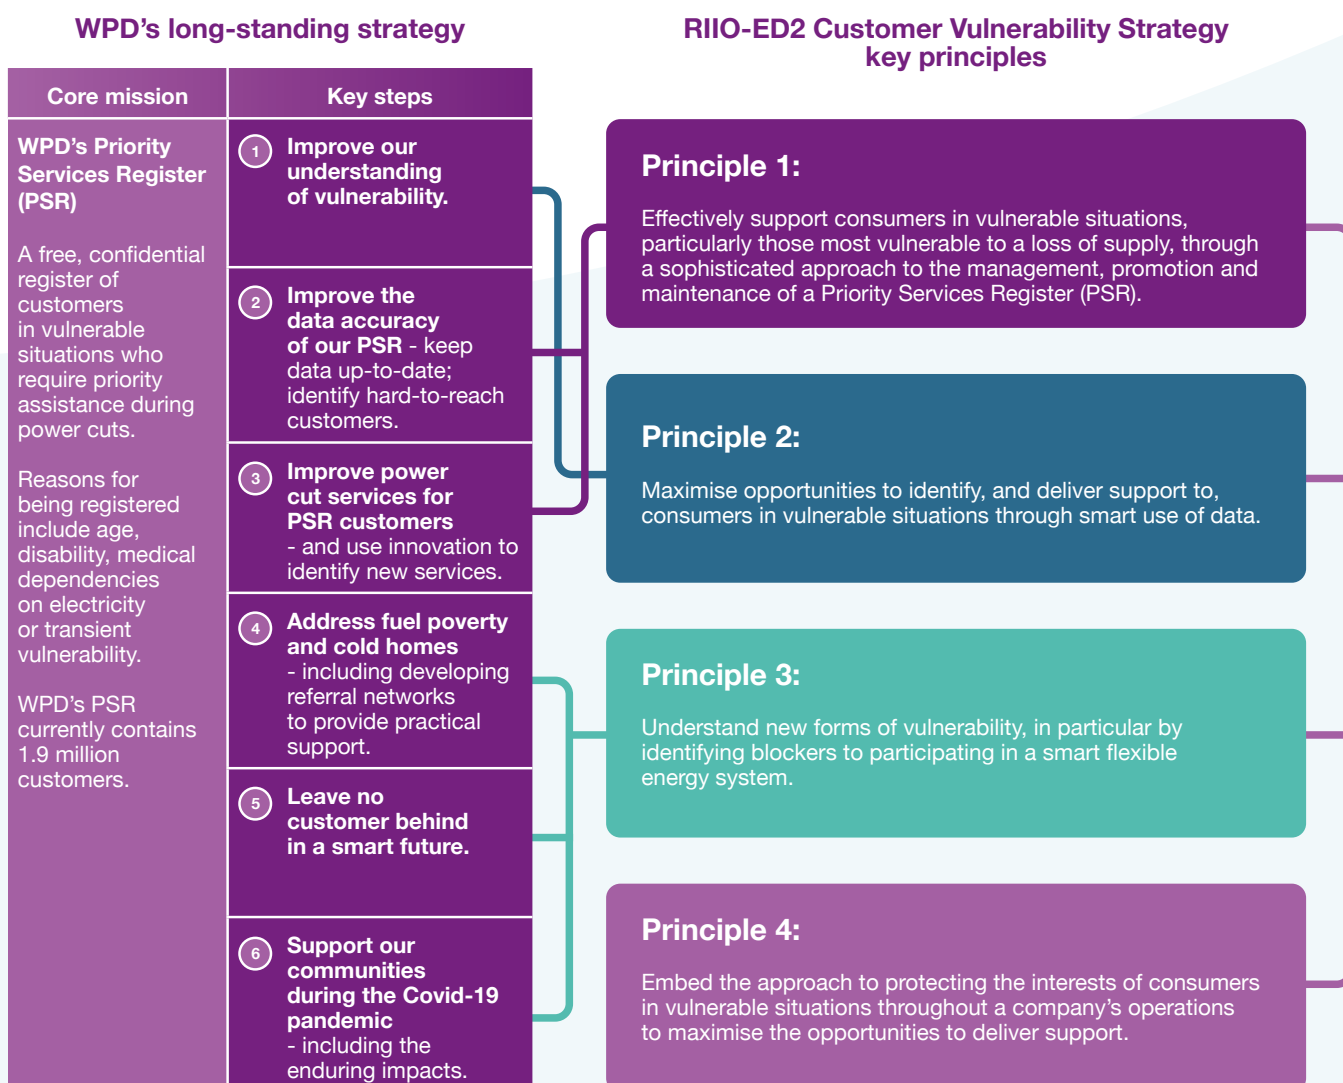 WPD’s long-standing strategy
RIIO-ED2 Customer Vulnerability Strategy
key principles
Core mission
Key steps
WPD’s Priority
Services Register
(PSR)
A free, confidential
register of
customers
in vulnerable
situations who
require priority
assistance during
power cuts.
Reasons for
being registered
include age,
disability, medical
dependencies
on electricity
or transient
vulnerability.
WPD’s PSR
currently contains
1.9 million
customers.
1
Improve our
understanding
of vulnerability.
2
Improve the
data accuracy
of our PSR - keep
data up-to-date;
identify hard-to-reach
customers.
3
Improve power
cut services for
PSR customers
- and use innovation to
identify new services.
4
Address fuel poverty
and cold homes
- including developing
referral networks
to provide practical
support.
5
Leave no
customer behind
in a smart future.
6
Support our
communities
during the Covid-19
pandemic
- including the
enduring impacts.
Principle 1:
Effectively support consumers in vulnerable situations,
particularly those most vulnerable to a loss of supply, through
a sophisticated approach to the management, promotion and
maintenance of a Priority Services Register (PSR).
Principle 2:
Maximise opportunities to identify, and deliver support to,
consumers in vulnerable situations through smart use of data.
Principle 3:
Understand new forms of vulnerability, in particular by
identifying blockers to participating in a smart flexible
energy system.
Principle 4:
Embed the approach to protecting the interests of consumers
in vulnerable situations throughout a company’s operations
to maximise the opportunities to deliver support.